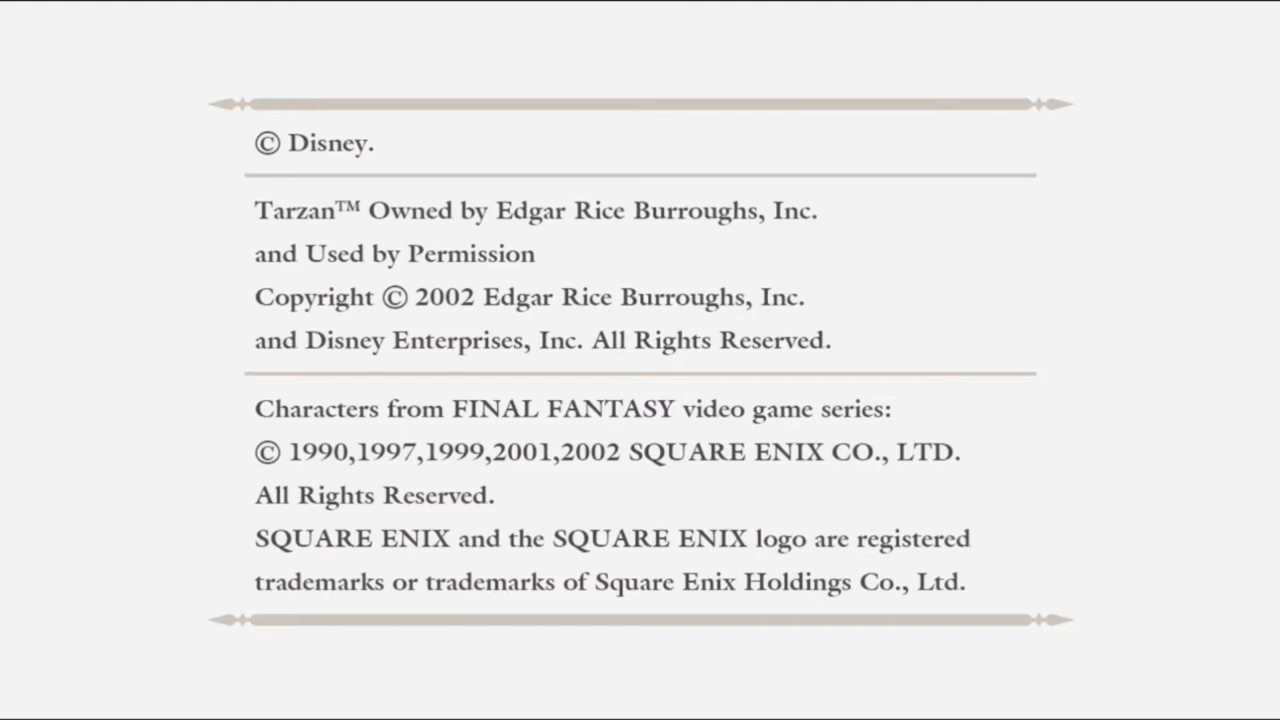 © Disney.
Tarzan™ Owned by Edgar Rice Burroughs, Inc.
and Used by Permission
Copyright © 2002 Edgar Rice Burroughs, Inc.
and Disney Enterprises, Inc. All Rights Reserved.
Characters from FINAL FANTASY video game series:
© 1990,1997,1999,2001,2002 SQUARE ENIX CO., LTD.
All Rights Reserved.
SQUARE ENIX and the SQUARE ENIX logo are registered
trademarks or trademarks of Square Enix Holdings Co., Ltd.